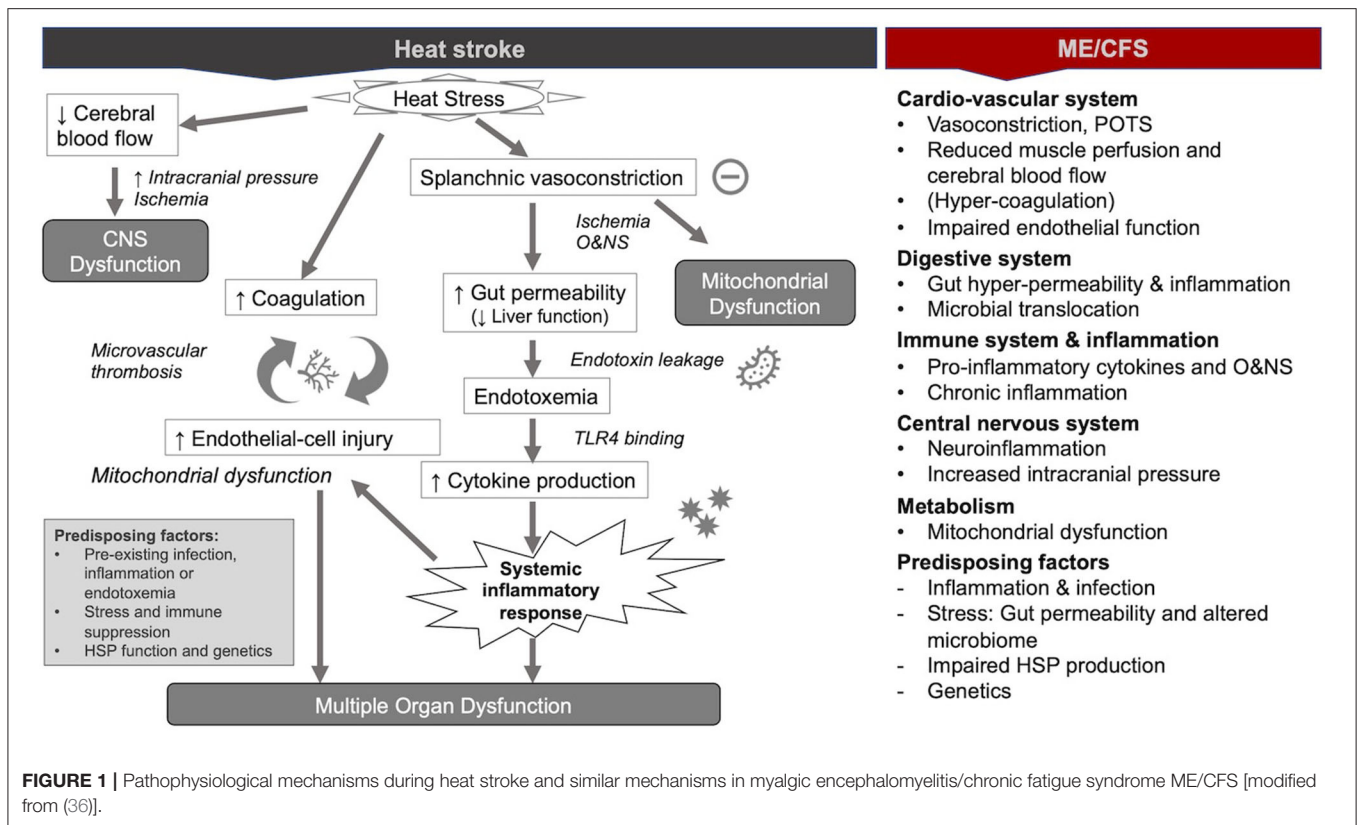 Heat stroke
Heat Stress
↓ Cerebral
blood flow
↑ Intracranial pressure
Ischemia
CNS
Dysfunction
Splanchnic vasoconstriction
Ischemia
O&NS
Mitochondrial
Dysfunction
↑ Coagulation
↑ Gut permeability
(↓ Liver function)
Microvascular
thrombosis
Endotoxin leakage
Endotoxemia
↑ Endothelial-cell injury
TLR4 binding
Mitochondrial dysfunction
↑ Cytokine production
Predisposing factors:
• Pre-existing infection,
inflammation or
endotoxemia
• Stress and immune
suppression
• HSP function and genetics
Systemic
inflammatory
response
Multiple Organ Dysfunction
ME/CFS
Cardio-vascular system
• Vasoconstriction, POTS
• Reduced muscle perfusion and
cerebral blood flow
• (Hyper-coagulation)
• Impaired endothelial function
Digestive system
• Gut hyper-permeability & inflammation
• Microbial translocation
Immune system & inflammation
• Pro-inflammatory cytokines and O&NS
• Chronic inflammation
Central nervous system
• Neuroinflammation
• Increased intracranial pressure
Metabolism
• Mitochondrial dysfunction
Predisposing factors
- Inflammation & infection
- Stress: Gut permeability and altered
microbiome
- Impaired HSP production
- Genetics
FIGURE 1 | Pathophysiological mechanisms during heat stroke and similar mechanisms in myalgic encephalomyelitis/chronic fatigue syndrome ME/CFS [modified
from (36)].